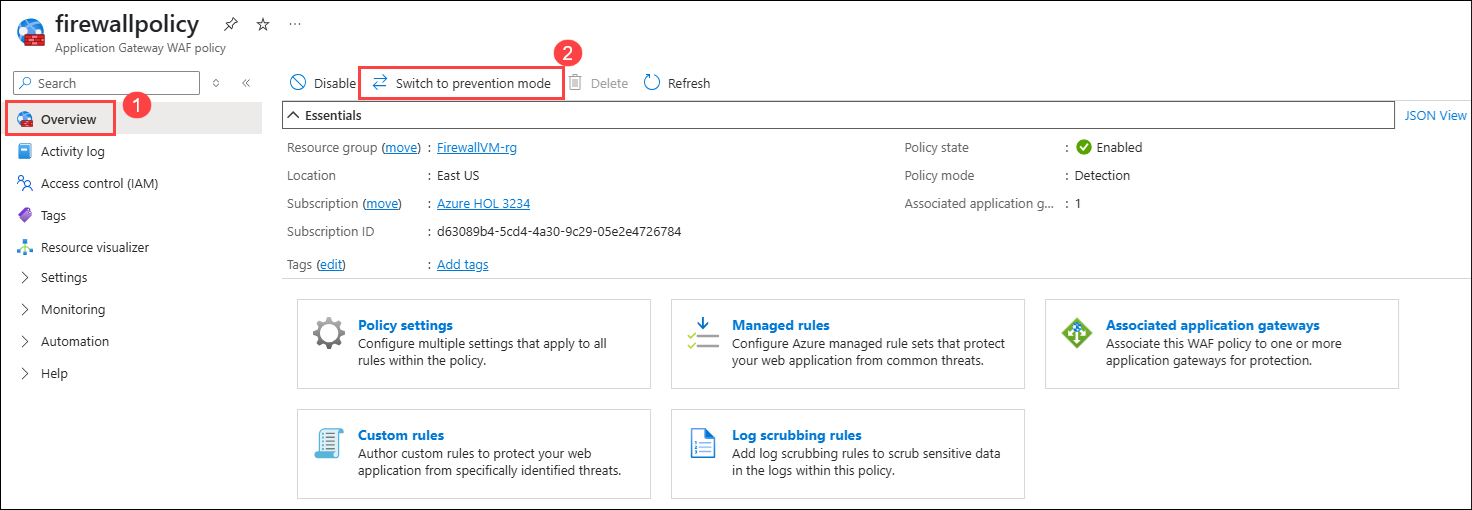 firewallpolicy
Application Gateway WAF policy
Search
1
Overview
Activity log
Access control (IAM)
Tags
Resource visualizer
Settings
Monitoring
Automation
Help
2
Disable
Switch to prevention mode
Delete
Refresh
Essentials
JSON View
Resource group (move) : FirewallVM-rg
Location : East US
Subscription (move) : Azure HOL 3234
Subscription ID : d63089b4-5cd4-4a30-9c29-05e2e4726784
Tags (edit) : Add tags
Policy state : Enabled
Policy mode : Detection
Associated application g... : 1
Policy settings
Configure multiple settings that apply to all
rules within the policy.
Managed rules
Configure Azure managed rule sets that protect
your web application from common threats.
Associated application gateways
Associate this WAF policy to one or more
application gateways for protection.
Custom rules
Author custom rules to protect your web
application from specifically identified threats.
Log scrubbing rules
Add log scrubbing rules to scrub sensitive data
in the logs within this policy.